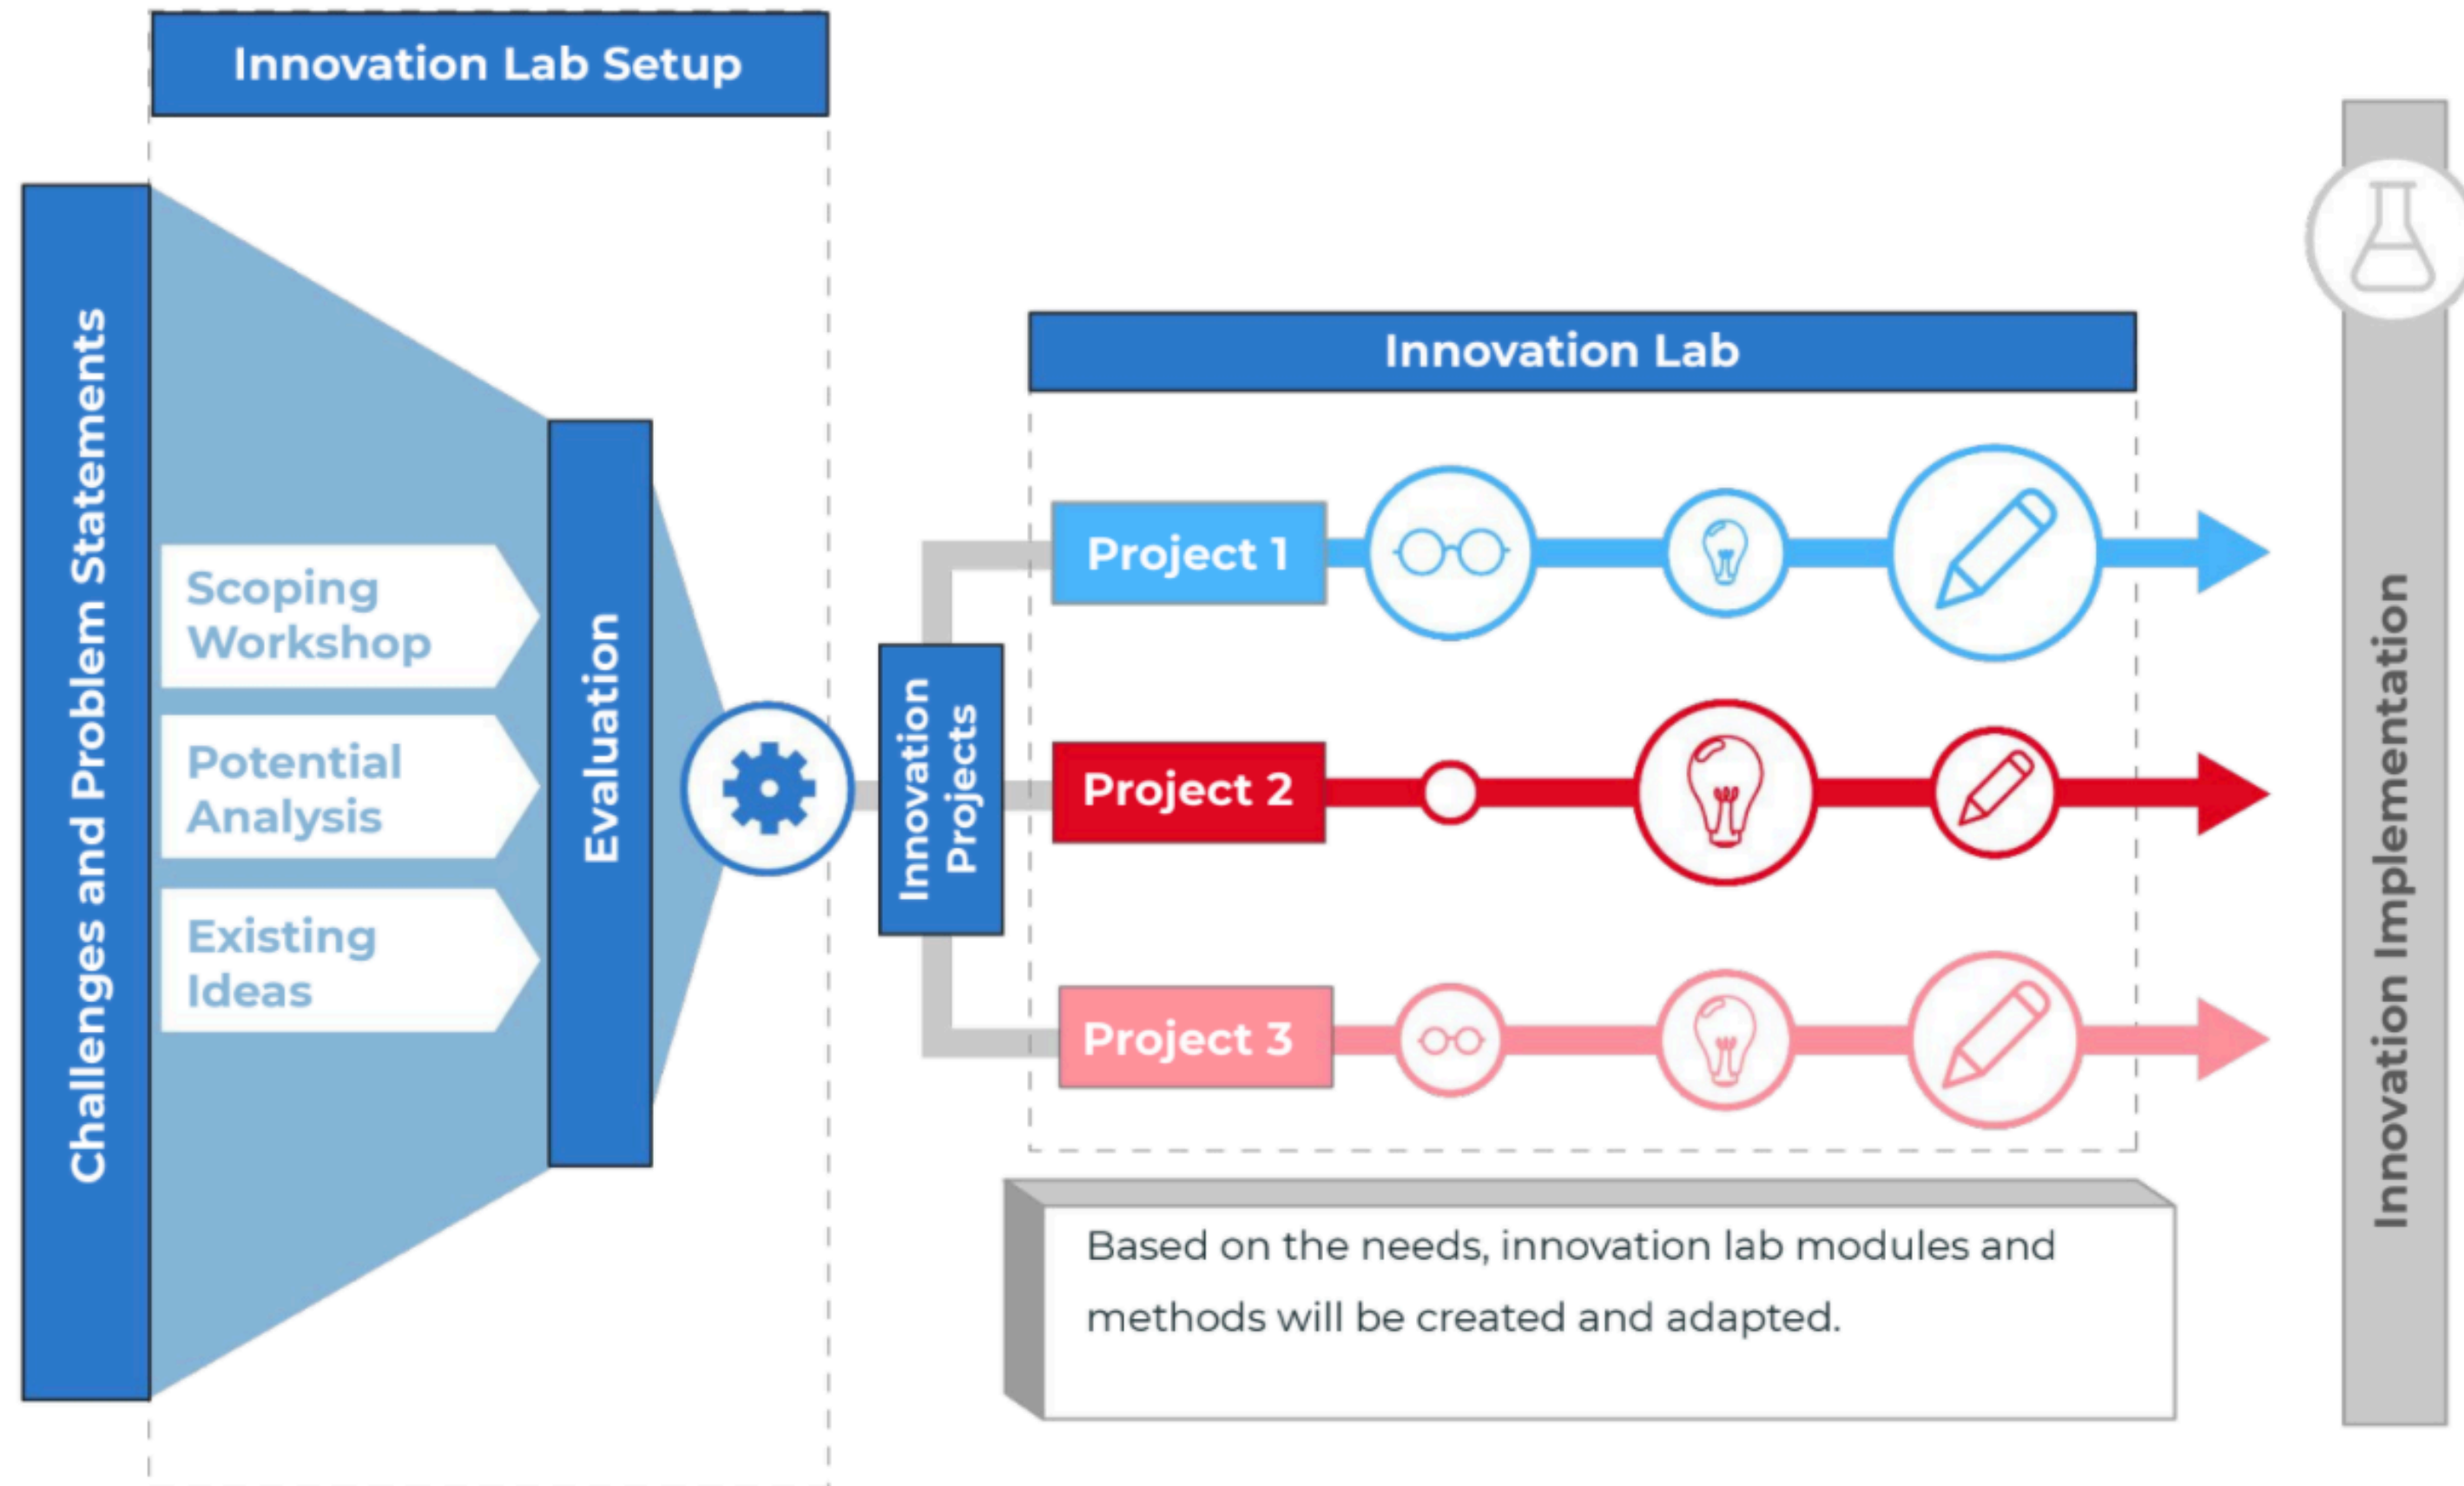 Innovation Lab Setup
Challenges and Problem Statements
Scoping
Workshop
Potential
Analysis
Existing
Ideas
Evaluation
Innovation
Projects
Innovation Lab
Project 1
Project 2
Project 3
Based on the needs, innovation lab modules and
methods will be created and adapted.
Innovation Implementation